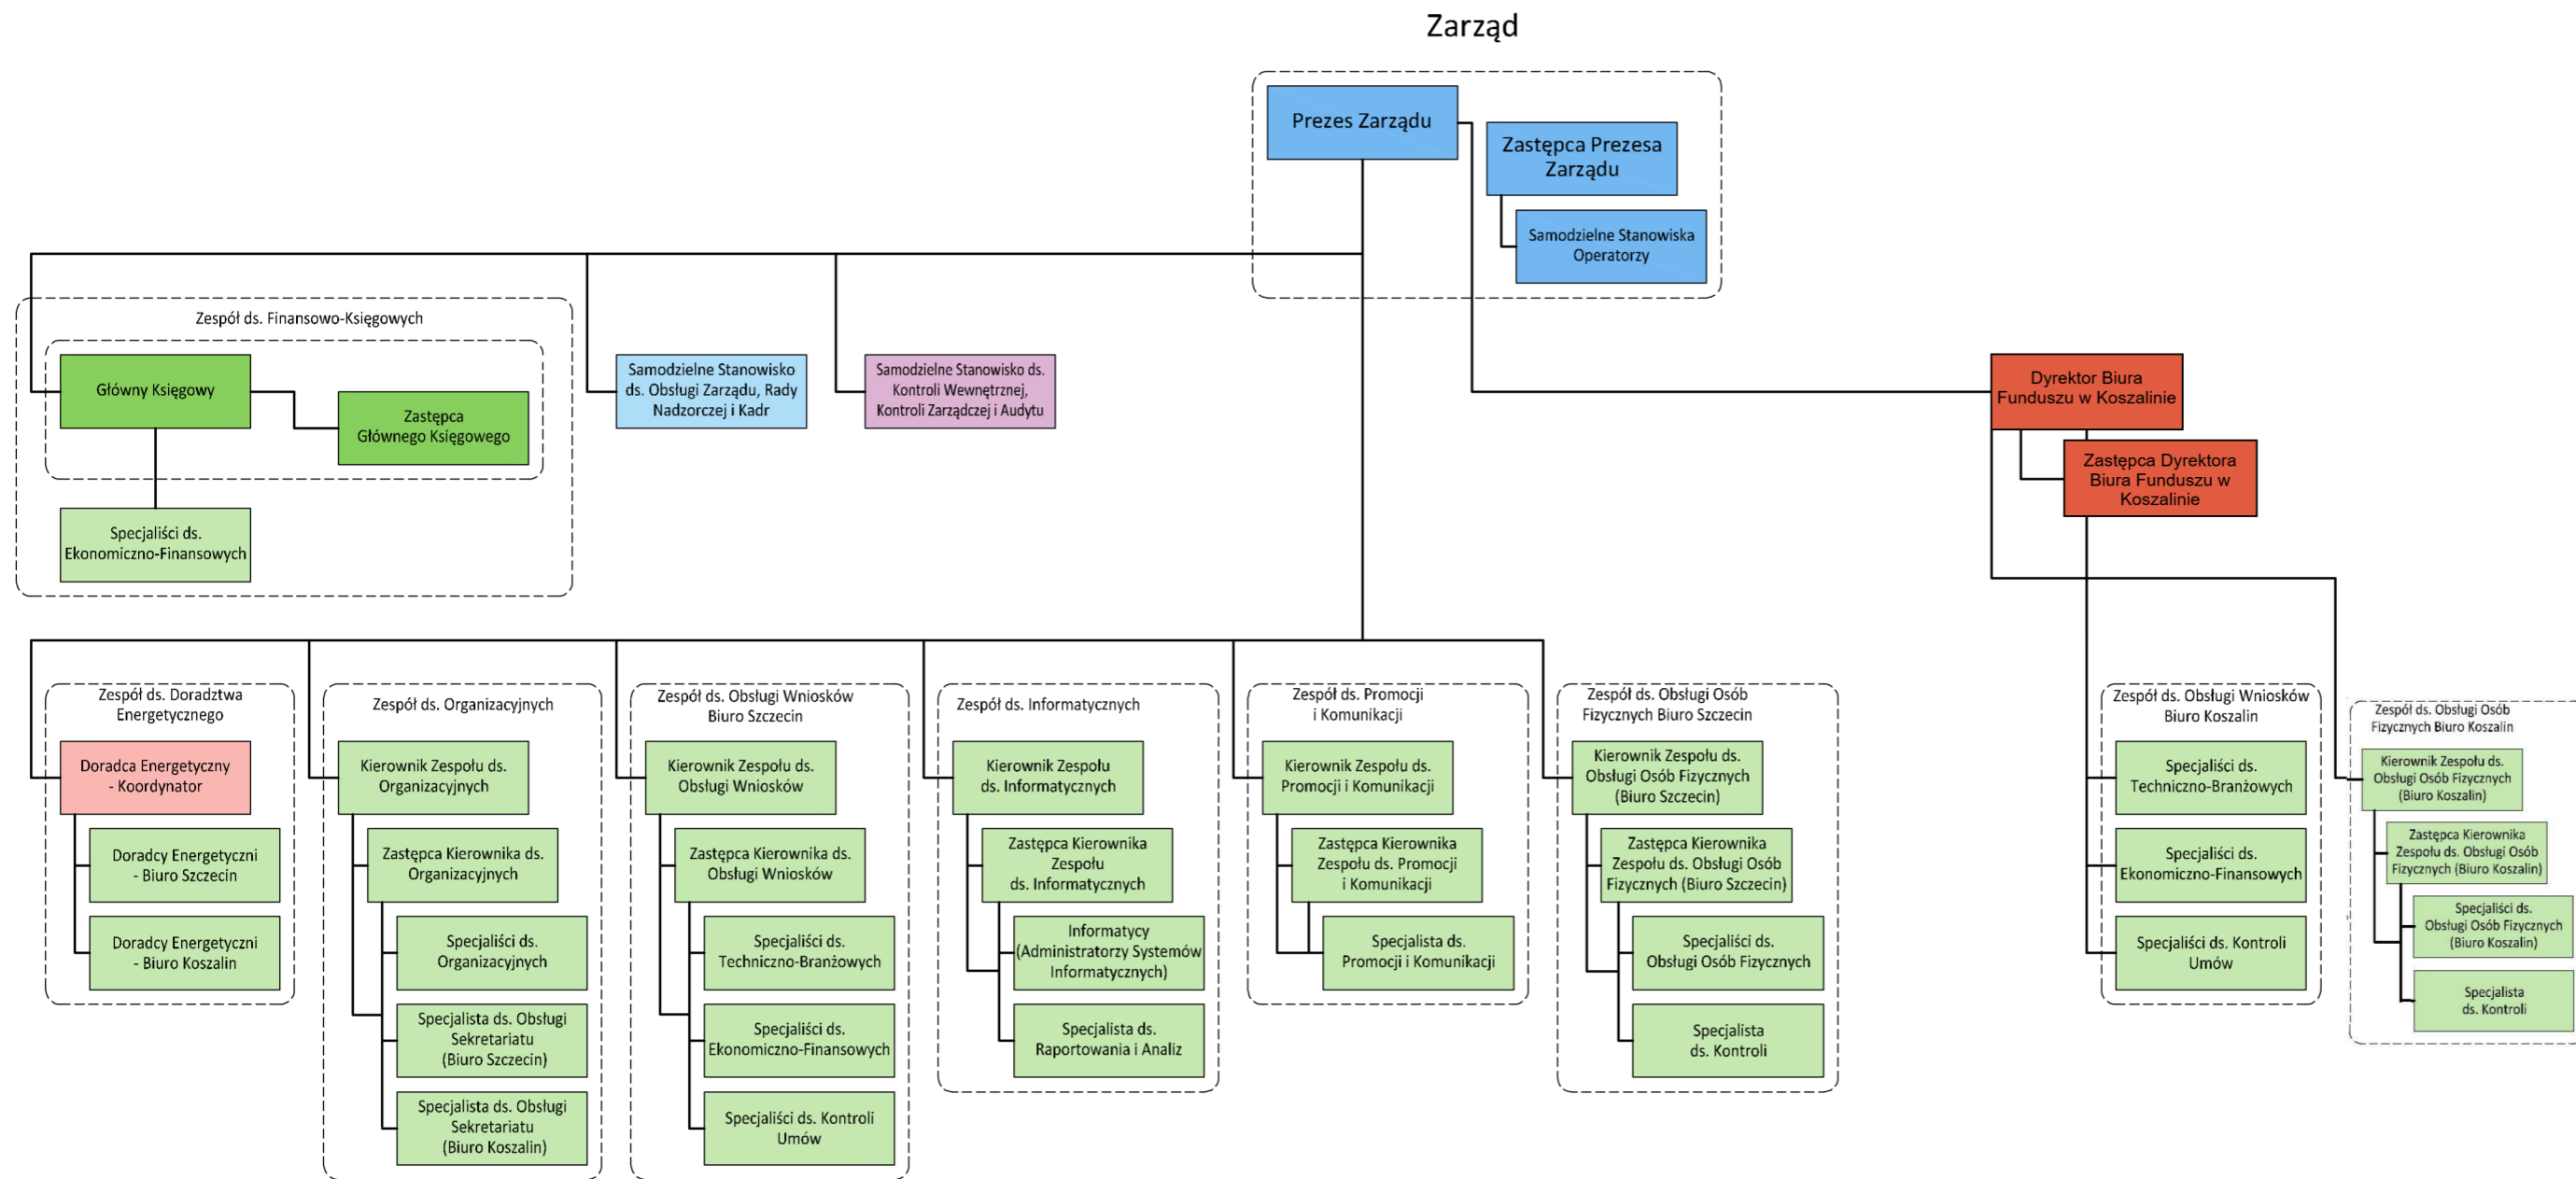 Zarząd
Prezes Zarządu
Zastępca Prezesa
Zarządu
Samodzielne Stanowiska
Operatorzy
Zespół ds. Finansowo-Księgowych
Główny Księgowy
Zastępca
Głównego Księgowego
Specjaliści ds.
Ekonomiczno-Finansowych
Samodzielne Stanowisko
ds. Obsługi Zarządu, Rady
Nadzorczej i Kadr
Samodzielne Stanowisko ds.
Kontroli Wewnętrznej,
Kontroli Zarządczej i Audytu
Dyrektor Biura
Funduszu w Koszalinie
Zastępca Dyrektora
Biura Funduszu w
Koszalinie
Zespół ds. Doradztwa
Energetycznego
Doradca Energetyczny
- Koordynator
Doradcy Energetyczni
- Biuro Szczecin
Doradcy Energetyczni
- Biuro Koszalin
Zespół ds. Organizacyjnych
Kierownik Zespołu ds.
Organizacyjnych
Zastępca Kierownika ds.
Organizacyjnych
Specjaliści ds.
Organizacyjnych
Specjalista ds. Obsługi
Sekretariatu
(Biuro Szczecin)
Specjalista ds. Obsługi
Sekretariatu
(Biuro Koszalin)
Zespół ds. Obsługi Wniosków
Biuro Szczecin
Kierownik Zespołu ds.
Obsługi Wniosków
Zastępca Kierownika ds.
Obsługi Wniosków
Specjaliści ds.
Techniczno-Branżowych
Specjaliści ds.
Ekonomiczno-Finansowych
Specjaliści ds. Kontroli
Umów
Zespół ds. Informatycznych
Kierownik Zespołu
ds. Informatycznych
Zastępca Kierownika
Zespołu
ds. Informatycznych
Informatycy
(Administratorzy Systemów
Informatycznych)
Specjalista ds.
Raportowania i Analiz
Zespół ds. Promocji
i Komunikacji
Kierownik Zespołu ds.
Promocji i Komunikacji
Zastępca Kierownika
Zespołu ds. Promocji
i Komunikacji
Specjalista ds.
Promocji i Komunikacji
Zespół ds. Obsługi Osób
Fizycznych Biuro Szczecin
Kierownik Zespołu ds.
Obsługi Osób Fizycznych
(Biuro Szczecin)
Zastępca Kierownika
Zespołu ds. Obsługi Osób
Fizycznych (Biuro Szczecin)
Specjaliści ds.
Obsługi Osób Fizycznych
Specjalista
ds. Kontroli
Zespół ds. Obsługi Wniosków
Biuro Koszalin
Specjaliści ds.
Techniczno-Branżowych
Specjaliści ds.
Ekonomiczno-Finansowych
Specjaliści ds. Kontroli
Umów
Zespół ds. Obsługi Osób
Fizycznych Biuro Koszalin
Kierownik Zespołu ds.
Obsługi Osób Fizycznych
(Biuro Koszalin)
Zastępca Kierownika
Zespołu ds. Obsługi Osób
Fizycznych (Biuro Koszalin)
Specjaliści ds.
Obsługi Osób Fizycznych
(Biuro Koszalin)
Specjalista
ds. Kontroli